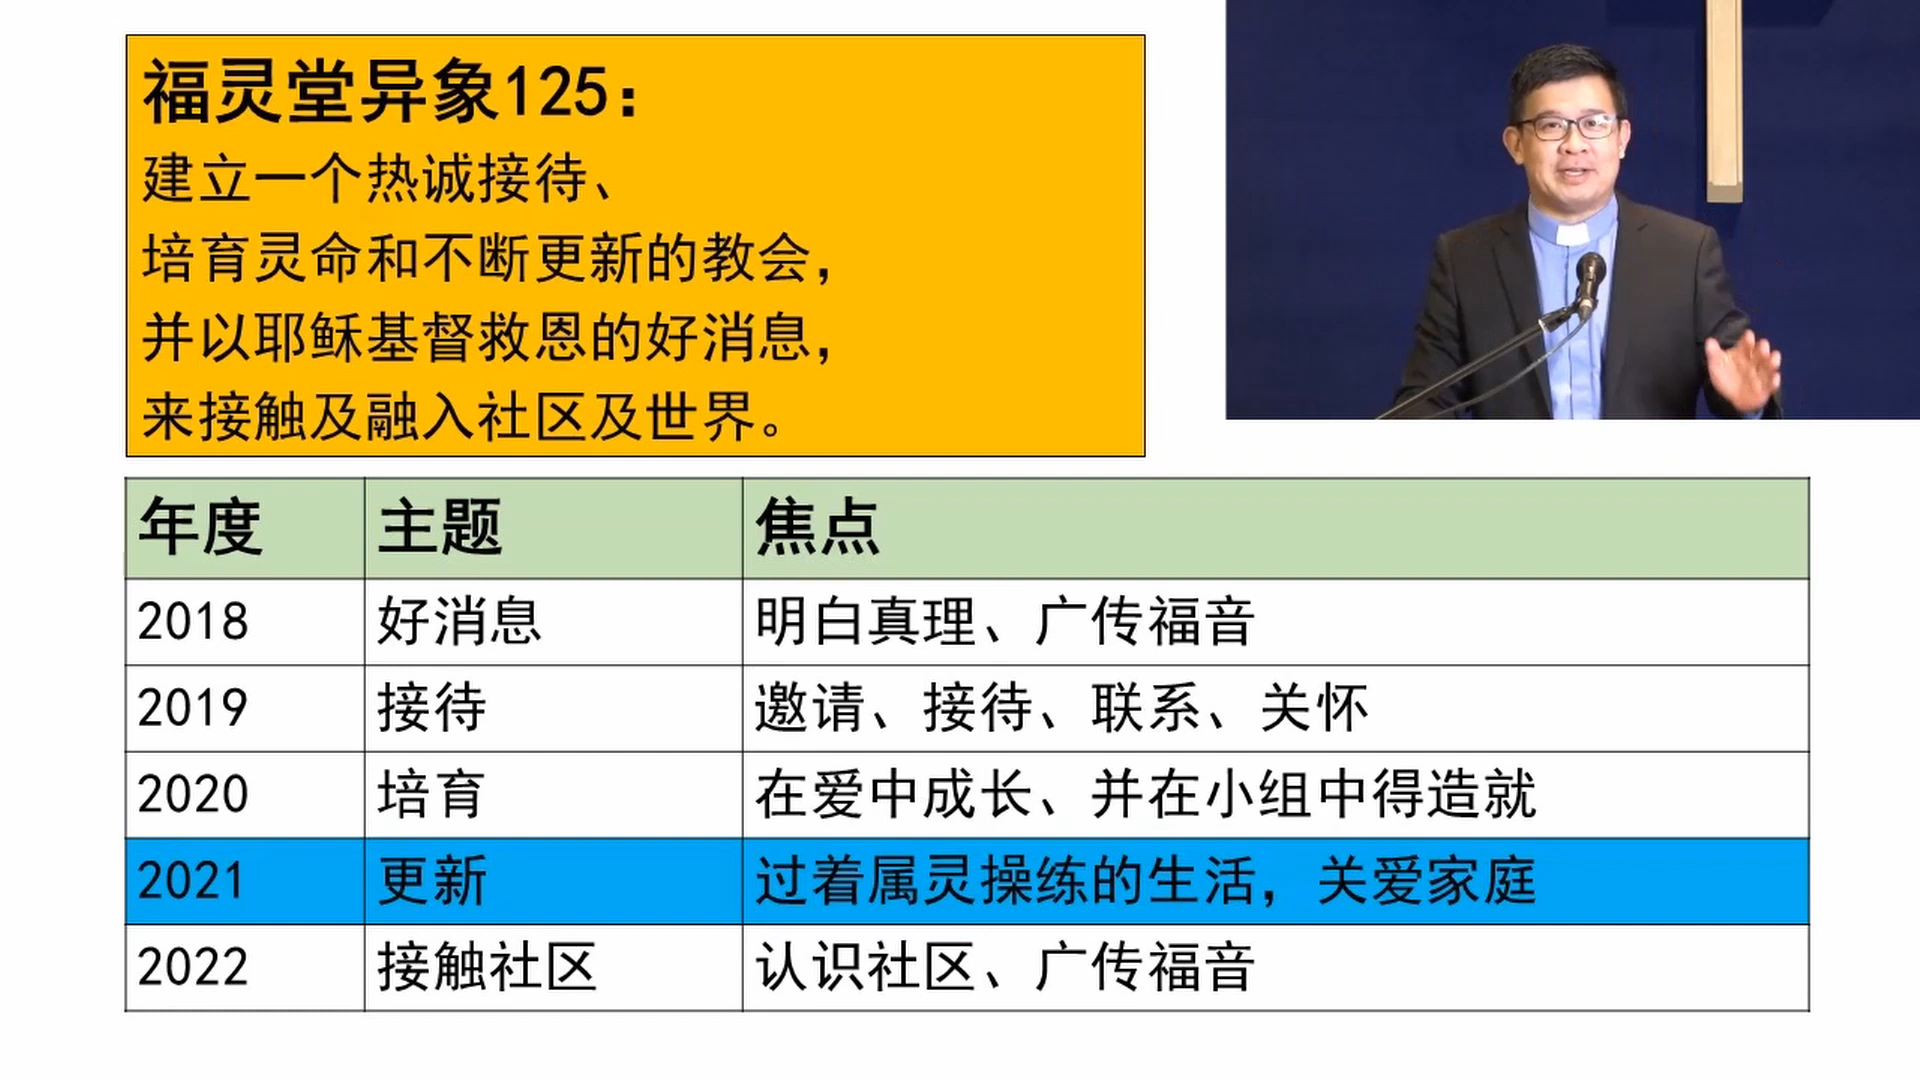 福灵堂异象125：
建立一个热诚接待、
培育灵命和不断更新的教会，
并以耶稣基督救恩的好消息，
来接触及融入社区及世界。
年度 主题 焦点
2018 好消息 明白真理、广传福音
2019 接待 邀请、接待、联系、关怀
2020 培育 在爱中成长、并在小组中得造就
2021 更新 过着属灵操练的生活，关爱家庭
2022 接触社区 认识社区、广传福音